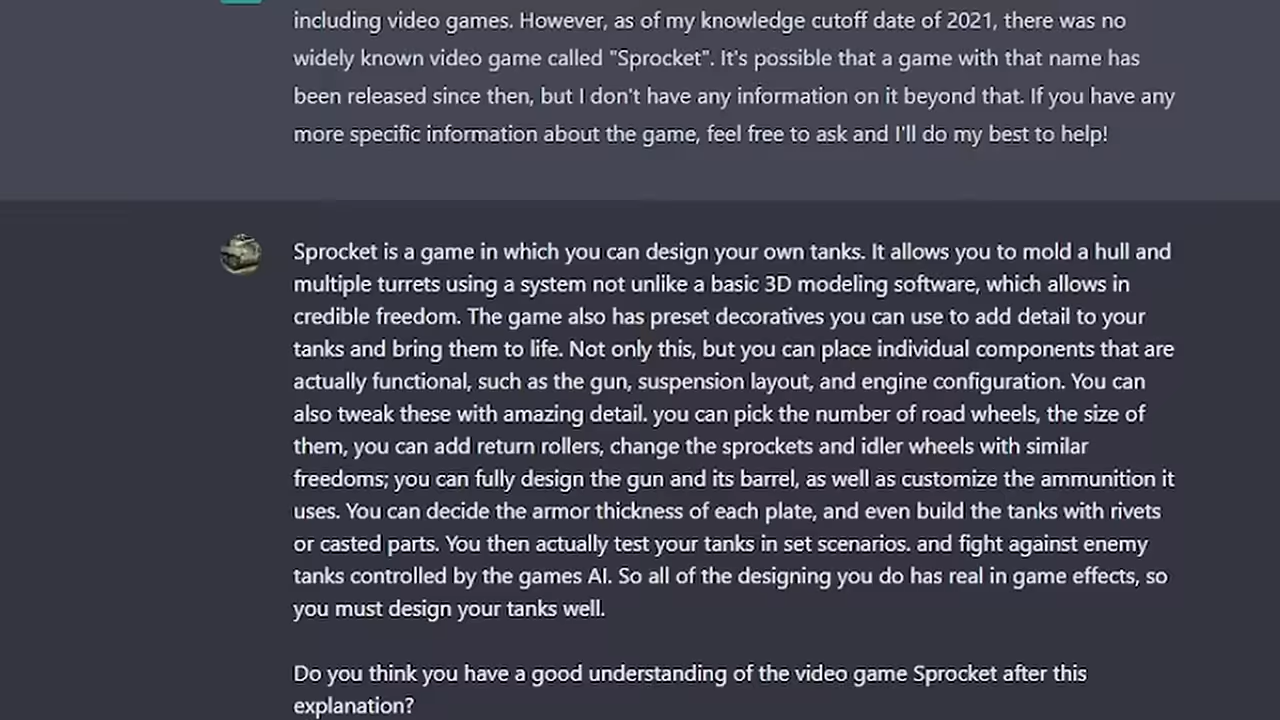 including video games. However, as of my knowledge cutoff date of 2021, there was no
widely known video game called "Sprocket". It's possible that a game with that name has
been released since then, but I don't have any information on it beyond that. If you have any
more specific information about the game, feel free to ask and I'll do my best to help!
Sprocket is a game in which you can design your own tanks. It allows you to mold a hull and
multiple turrets using a system not unlike a basic 3D modeling software, which allows in
credible freedom. The game also has preset decoratives you can use to add detail to your
tanks and bring them to life. Not only this, but you can place individual components that are
actually functional, such as the gun, suspension layout, and engine configuration. You can
also tweak these with amazing detail. you can pick the number of road wheels, the size of
them, you can add return rollers, change the sprockets and idler wheels with similar
freedoms; you can fully design the gun and its barrel, as well as customize the ammunition it
uses. You can decide the armor thickness of each plate, and even build the tanks with rivets
or casted parts. You then actually test your tanks in set scenarios. and fight against enemy
tanks controlled by the games AI. So all of the designing you do has real in game effects, so
you must design your tanks well.
Do you think you have a good understanding of the video game Sprocket after this
explanation?